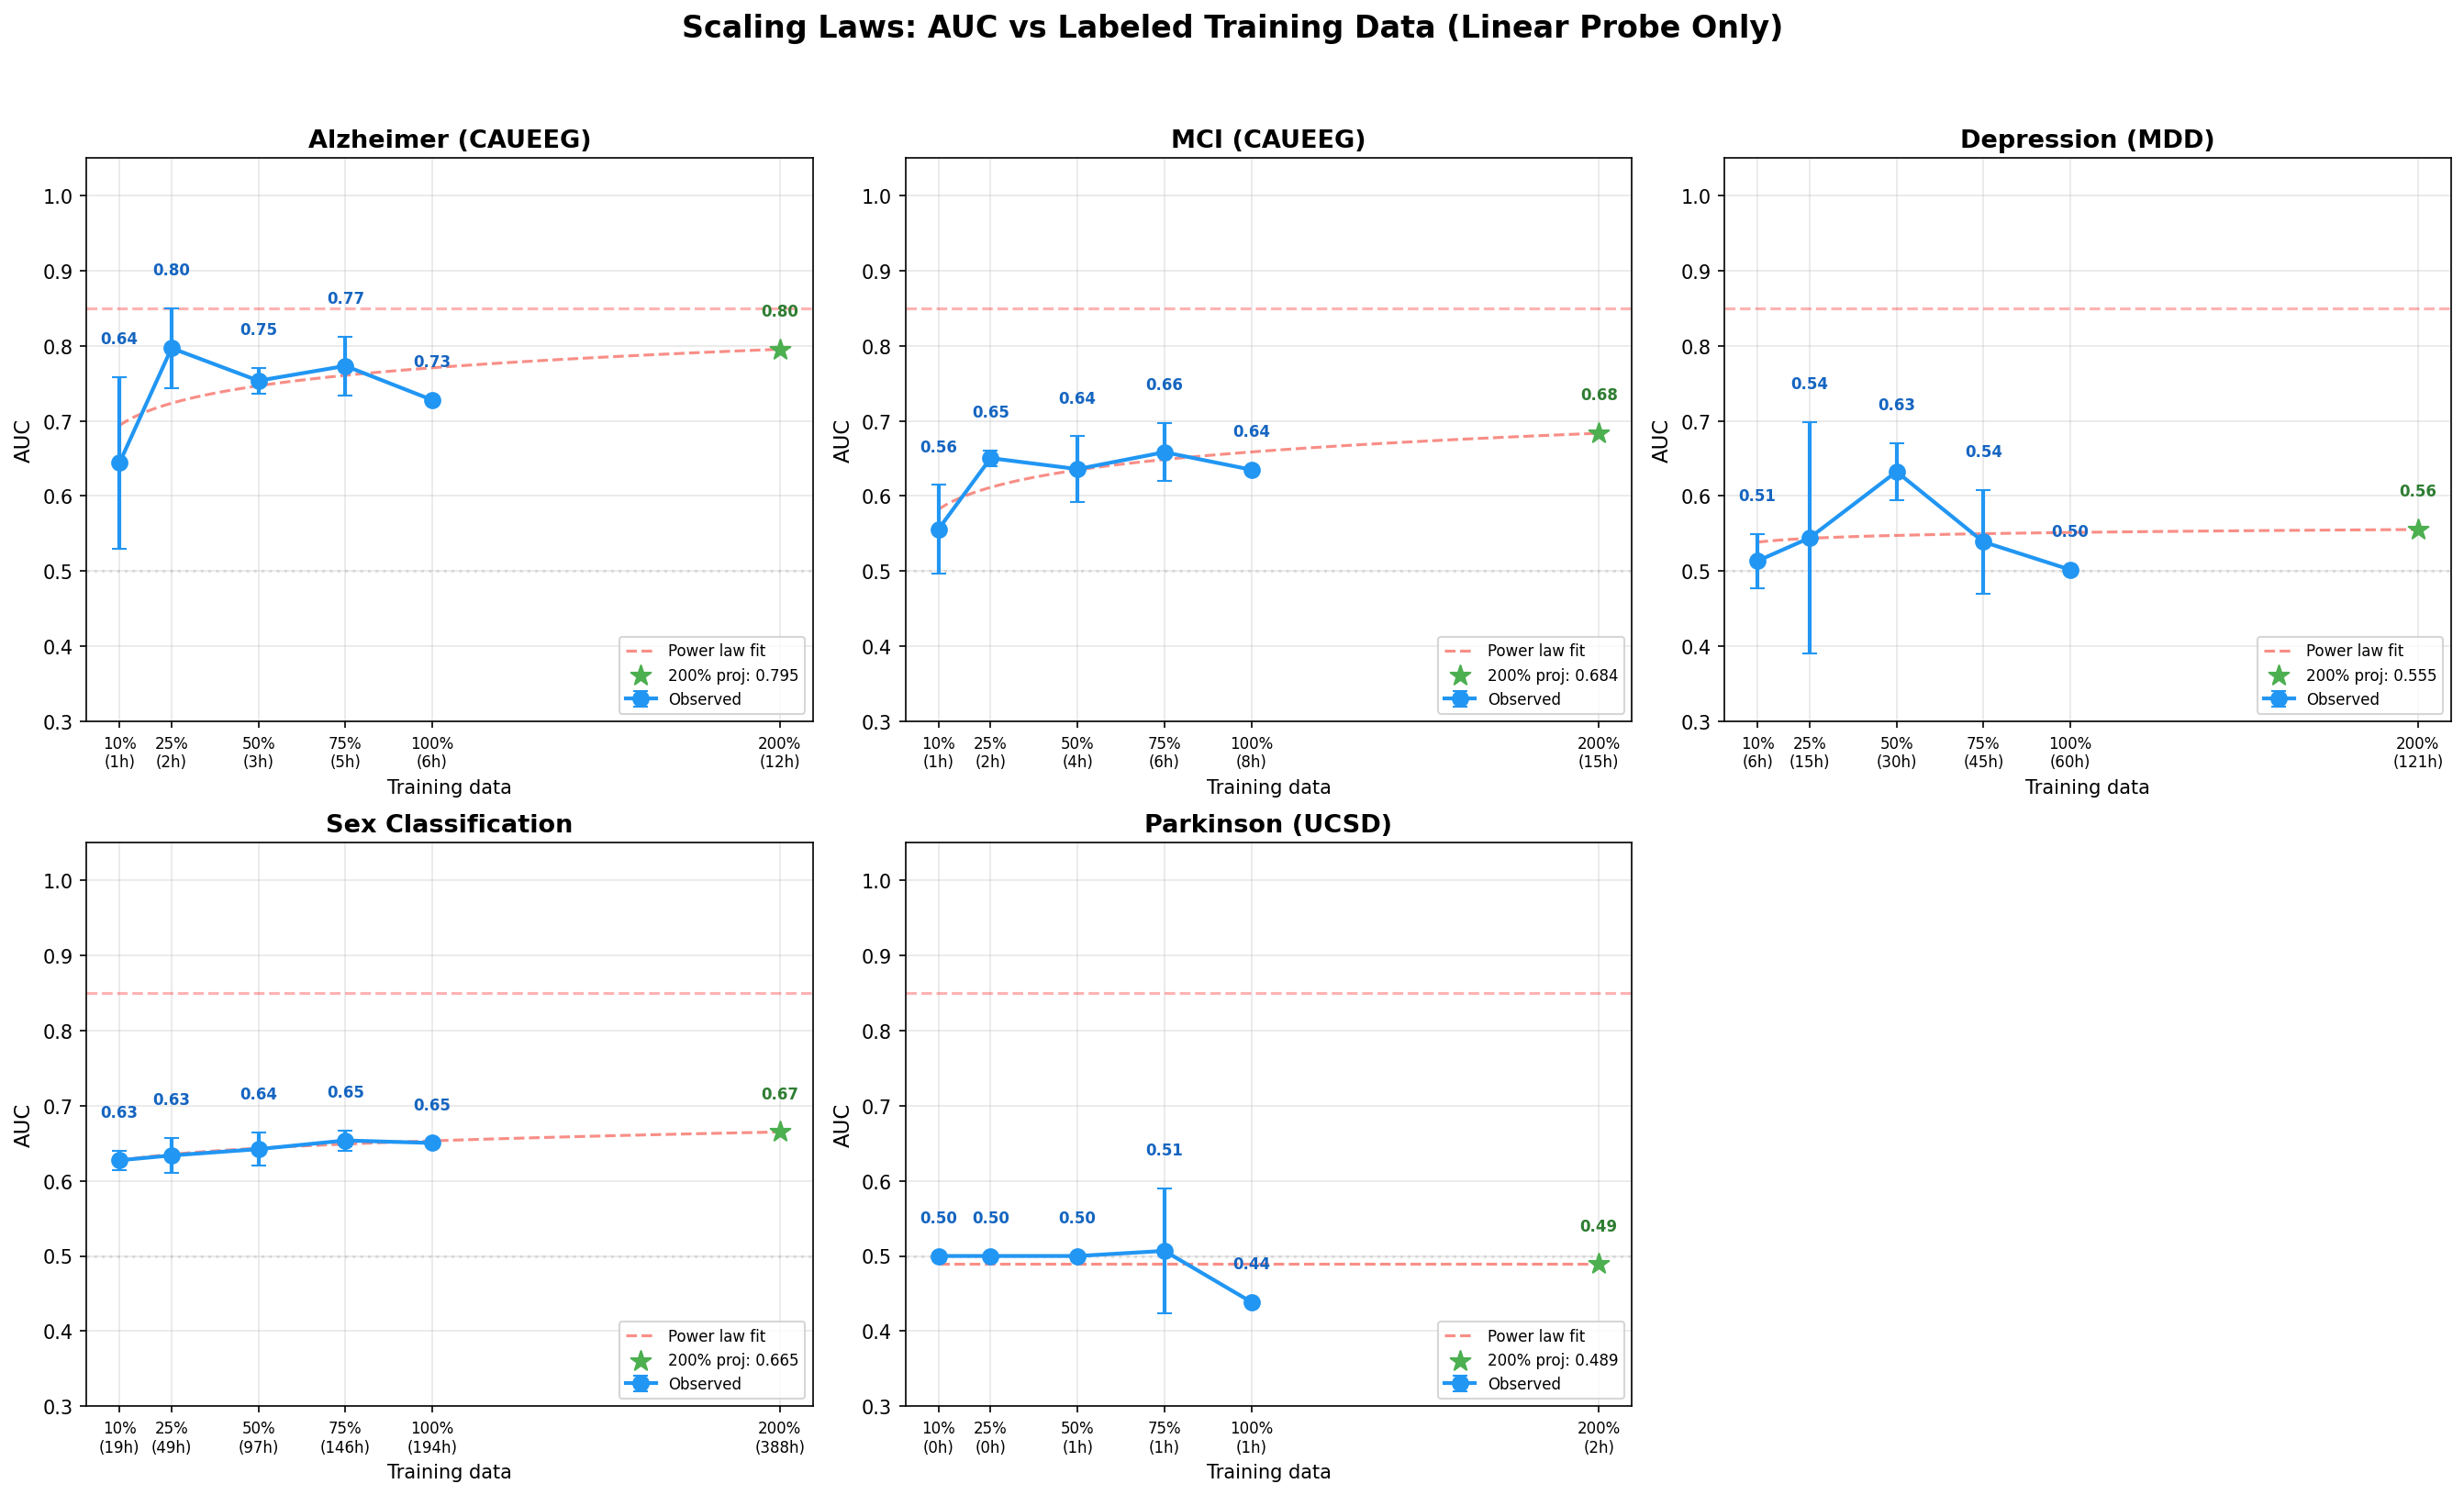 Scaling Laws: AUC vs Labeled Training Data (Linear Probe Only)
Alzheimer (CAUEEG)
AUC
1.0
0.9
0.8
0.7
0.6
0.5
0.4
0.3
0.64
0.80
0.75
0.77
0.73
0.80
Power law fit
200% proj: 0.795
Observed
10% 25% 50% 75% 100% 200%
(1h) (2h) (3h) (5h) (6h) (12h)
Training data
MCI (CAUEEG)
AUC
1.0
0.9
0.8
0.7
0.6
0.5
0.4
0.3
0.56
0.65
0.64
0.66
0.64
0.68
Power law fit
200% proj: 0.684
Observed
10% 25% 50% 75% 100% 200%
(1h) (2h) (4h) (6h) (8h) (15h)
Training data
Depression (MDD)
AUC
1.0
0.9
0.8
0.7
0.6
0.5
0.4
0.3
0.51
0.54
0.63
0.54
0.50
0.56
Power law fit
200% proj: 0.555
Observed
10% 25% 50% 75% 100% 200%
(6h) (15h) (30h) (45h) (60h) (121h)
Training data
Sex Classification
AUC
1.0
0.9
0.8
0.7
0.6
0.5
0.4
0.3
0.63
0.63
0.64
0.65
0.65
0.67
Power law fit
200% proj: 0.665
Observed
10% 25% 50% 75% 100% 200%
(19h) (49h) (97h) (146h) (194h) (388h)
Training data
Parkinson (UCSD)
AUC
1.0
0.9
0.8
0.7
0.6
0.5
0.4
0.3
0.50
0.50
0.50
0.51
0.44
0.49
Power law fit
200% proj: 0.489
Observed
10% 25% 50% 75% 100% 200%
(0h) (0h) (1h) (1h) (1h) (2h)
Training data